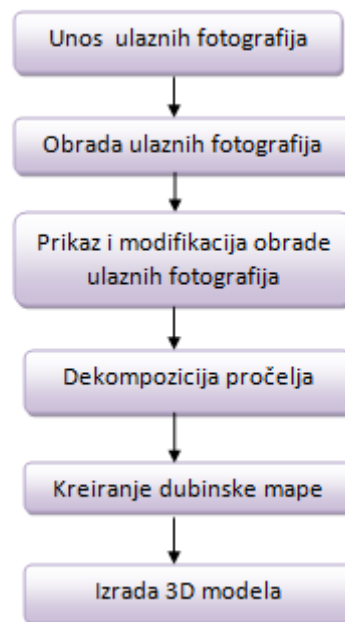 Unos ulaznih fotografija
Obrada ulaznih fotografija
Prikaz i modifikacija obrade
ulaznih fotografija
Dekompozicija pročelja
Kreiranje dubinske mape
Izrada 3D modela